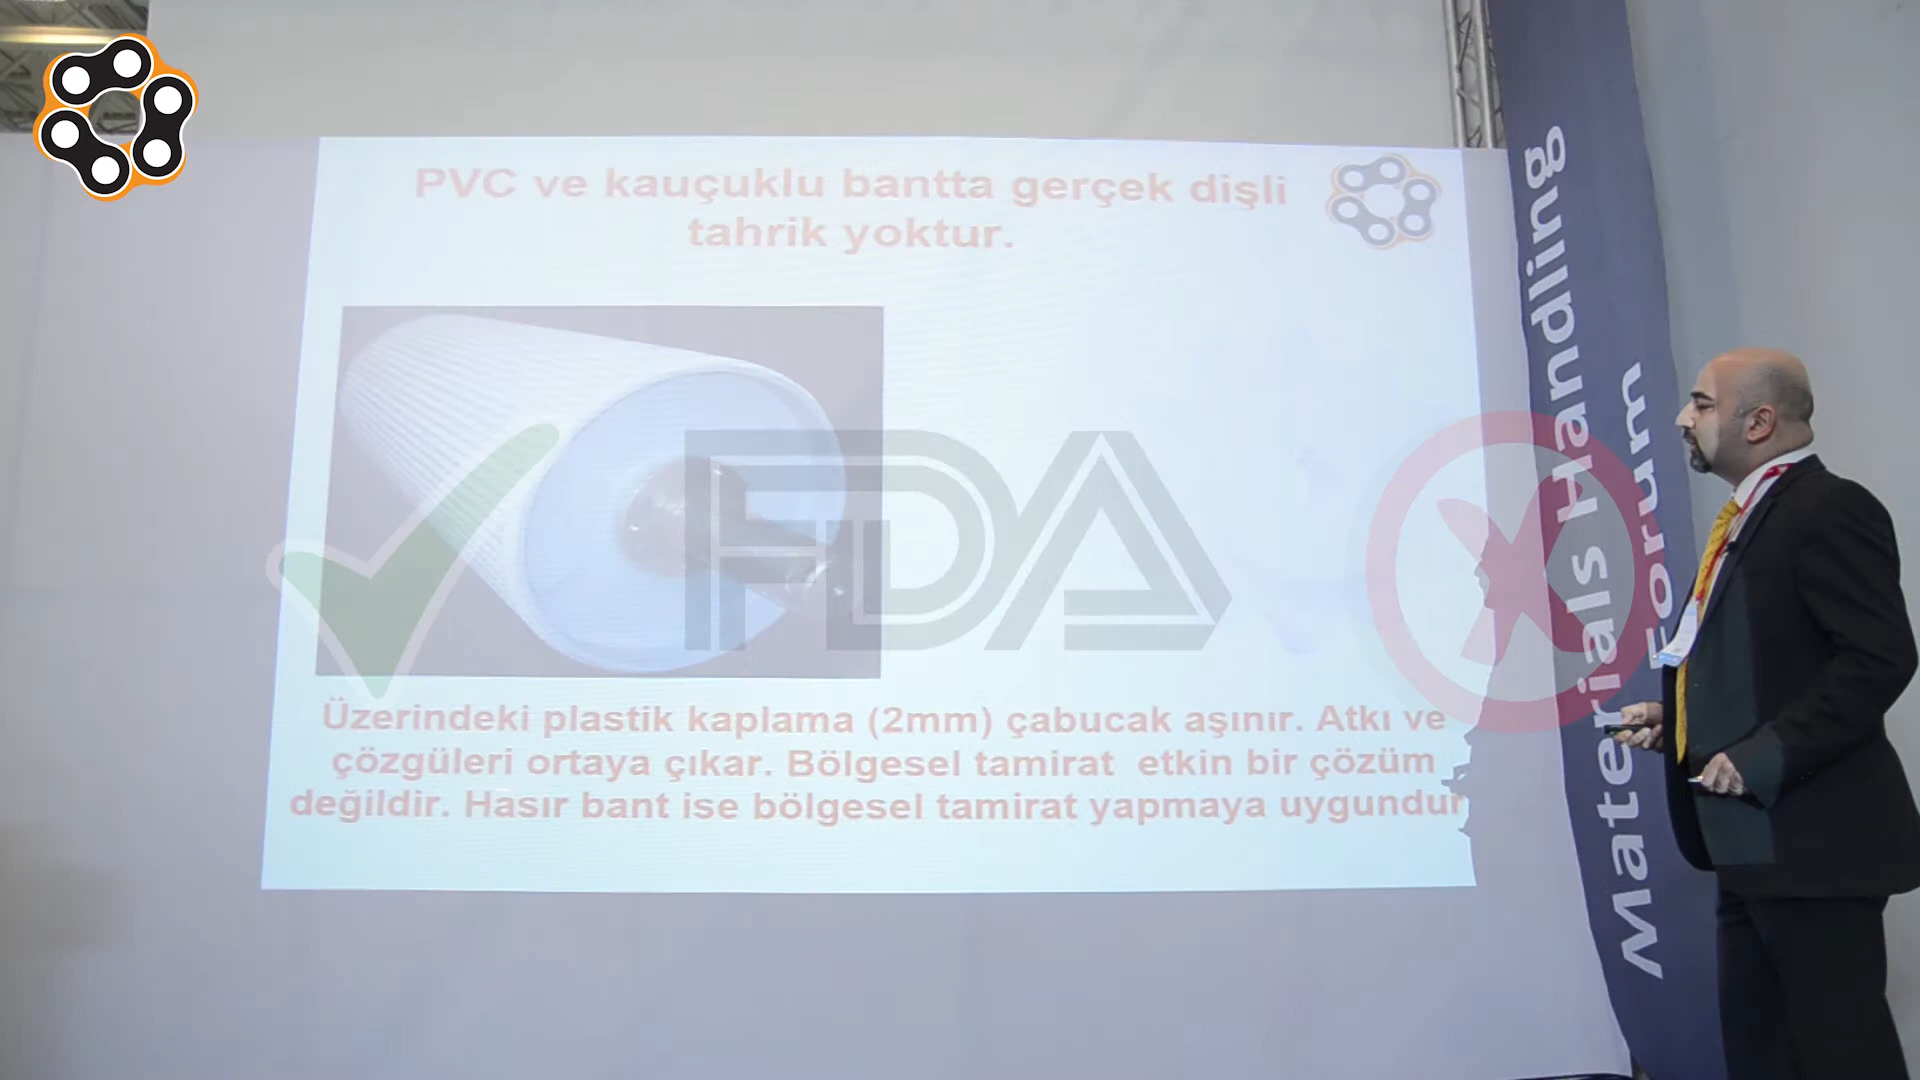 PVC ve kauçuklu bantta gerçek dişli
tahrik yoktur.
FDA
Üzerindeki plastik kaplama (2mm) çabucak aşınır. Atkı ve
çözgüleri ortaya çıkar. Bölgesel tamirat etkin bir çözüm
değildir. Hasır bant ise bölgesel tamirat yapmaya uygundur
Materials Handling
Forum